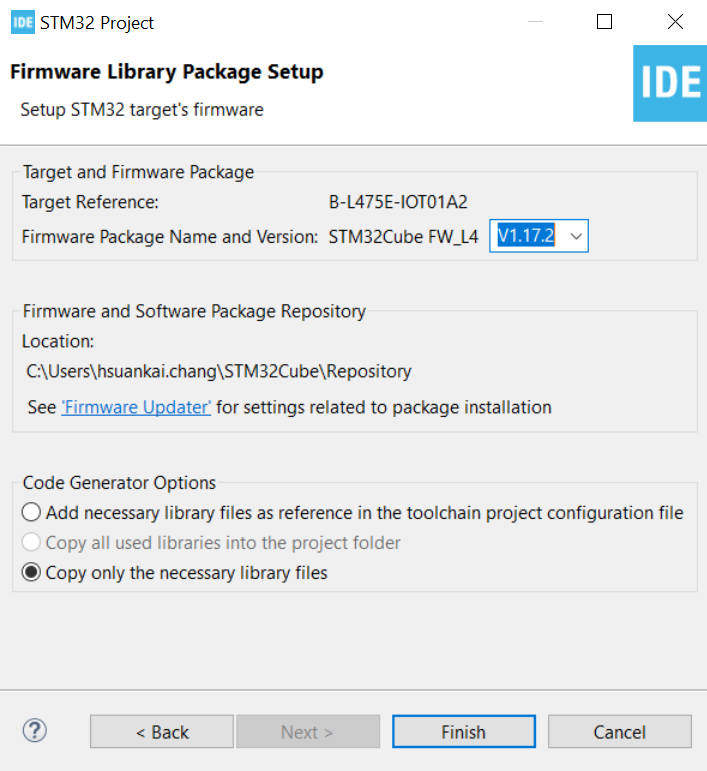 IDE STM32 Project
Firmware Library Package Setup
IDE
Setup STM32 target's firmware
Target and Firmware Package
Target Reference: B-L475E-IOT01A2
Firmware Package Name and Version: STM32Cube FW_L4 V1.17.2
Firmware and Software Package Repository
Location:
C:\Users\hsuankai.chang\STM32Cube\Repository
See 'Firmware Updater' for settings related to package installation
Code Generator Options
Add necessary library files as reference in the toolchain project configuration file
Copy all used libraries into the project folder
Copy only the necessary library files
? < Back Next > Finish Cancel